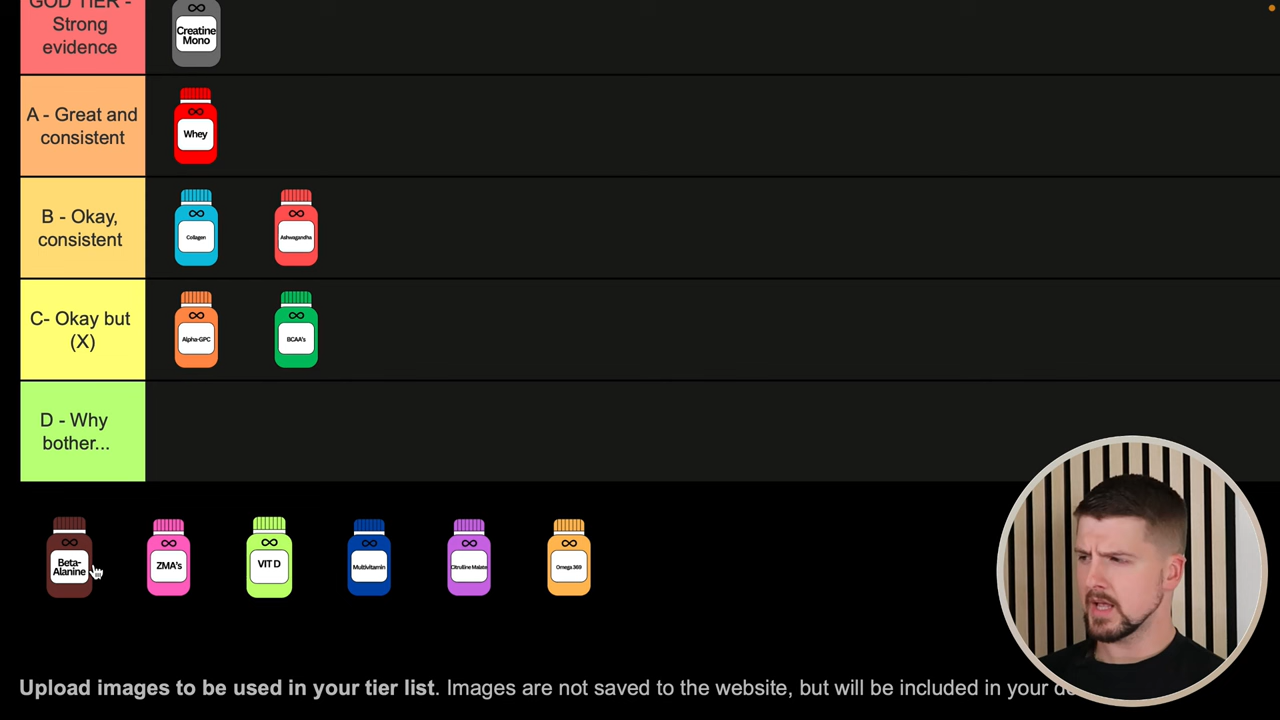 GOD TIER -
Strong
evidence
Creatine
Mono
A - Great and
consistent
Whey
B - Okay,
consistent
Collagen
Ashwagandha
C- Okay but
(X)
Alpha-GPC
BCAA's
D - Why
bother...
Beta-
Alanine
ZMA's
VIT D
Multivitamin
Citrulline Malate
Omega 369
Upload images to be used in your tier list. Images are not saved to the website, but will be included in your